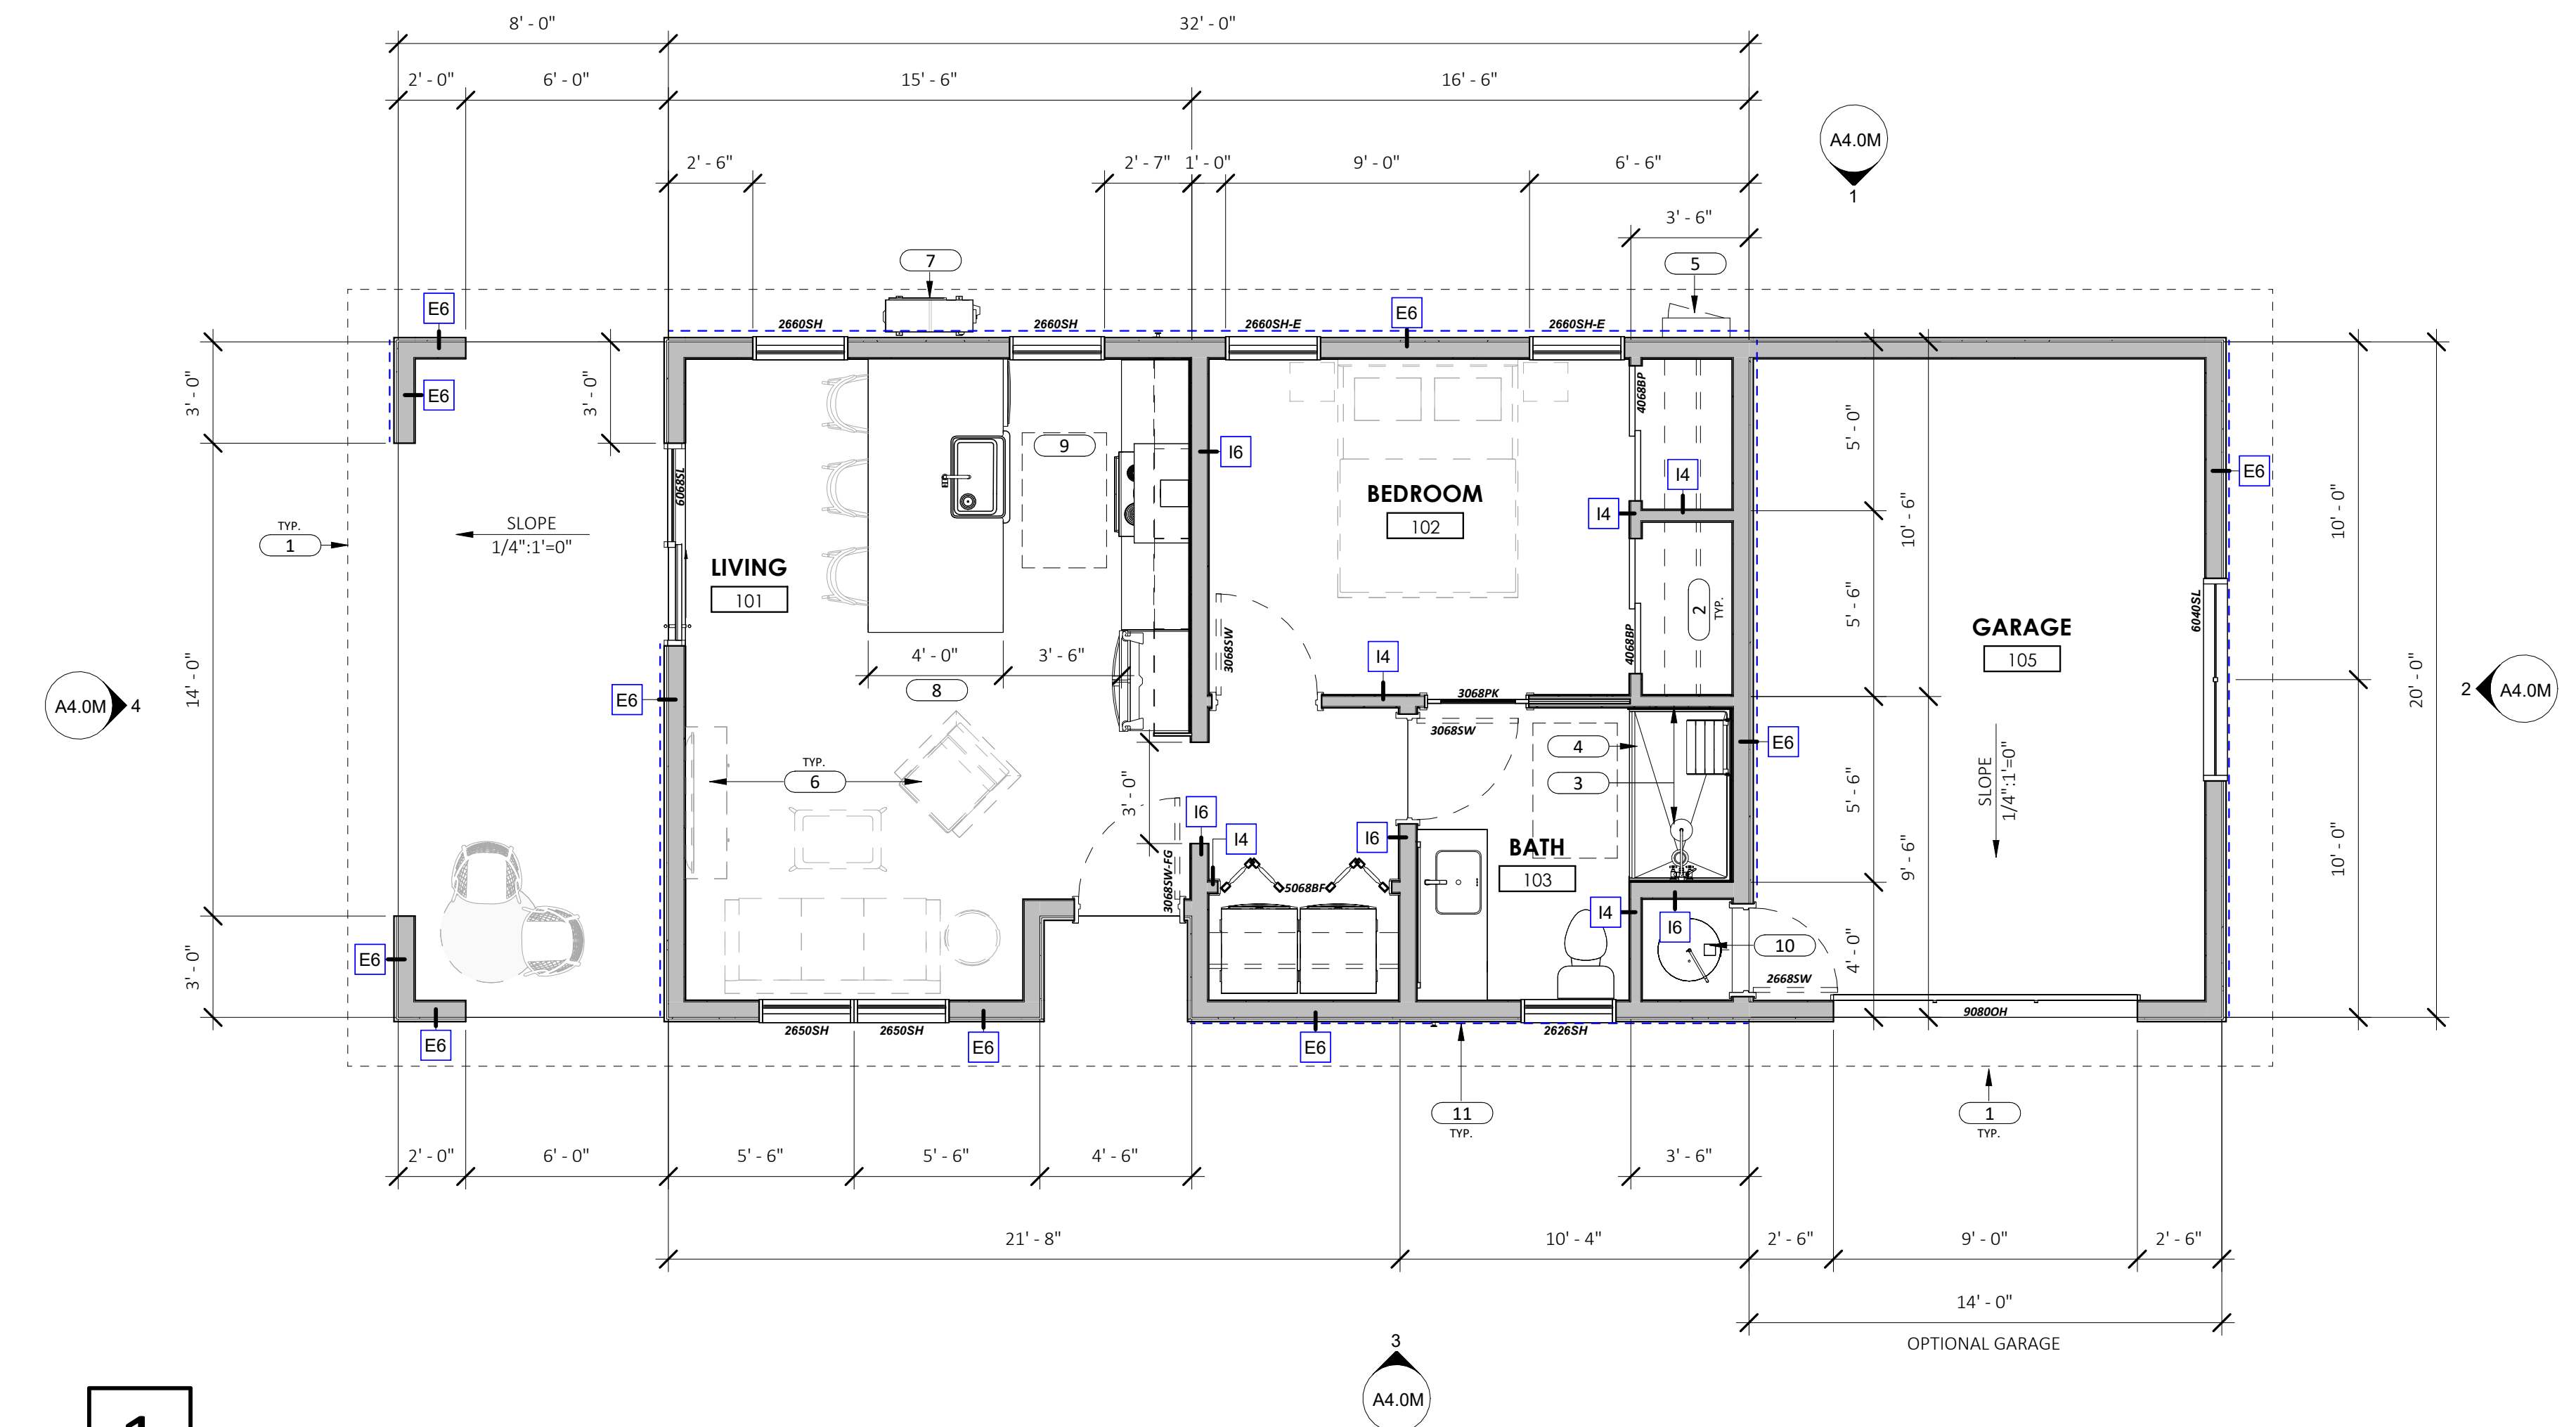 8' - 0"
32' - 0"
2' - 0"
6' - 0"
15' - 6"
16' - 6"
A4.0M
1
2' - 6"
2' - 7"
1' - 0"
9' - 0"
6' - 6"
3' - 6"
7
5
E6
2660SH
2660SH
2660SH-E
E6
2660SH-E
3' - 0"
3' - 0"
E6
4068BP
5' - 0"
9
I6
I4
E6
6068SL
BEDROOM
102
I4
10' - 6"
10' - 0"
TYP.
1
SLOPE
1/4":1'=0"
LIVING
101
2
TYP.
5' - 6"
6040SL
GARAGE
105
3068SW
4068BP
4' - 0"
3' - 6"
8
I4
14' - 0"
20' - 0"
A4.0M
4
E6
3068PK
3068SW
2
A4.0M
4
E6
TYP.
6
3
3' - 0"
5' - 6"
SLOPE
1/4":1'=0"
I6
I4
I6
BATH
103
3068SW-FG
5068BF
9' - 6"
10' - 0"
I4
I6
10
4' - 0"
3' - 0"
E6
2668SW
9080OH
2650SH
2650SH
2626SH
E6
E6
E6
11
TYP.
1
TYP.
2' - 0"
6' - 0"
5' - 6"
5' - 6"
4' - 6"
3' - 6"
21' - 8"
10' - 4"
2' - 6"
9' - 0"
2' - 6"
14' - 0"
OPTIONAL GARAGE
3
A4.0M